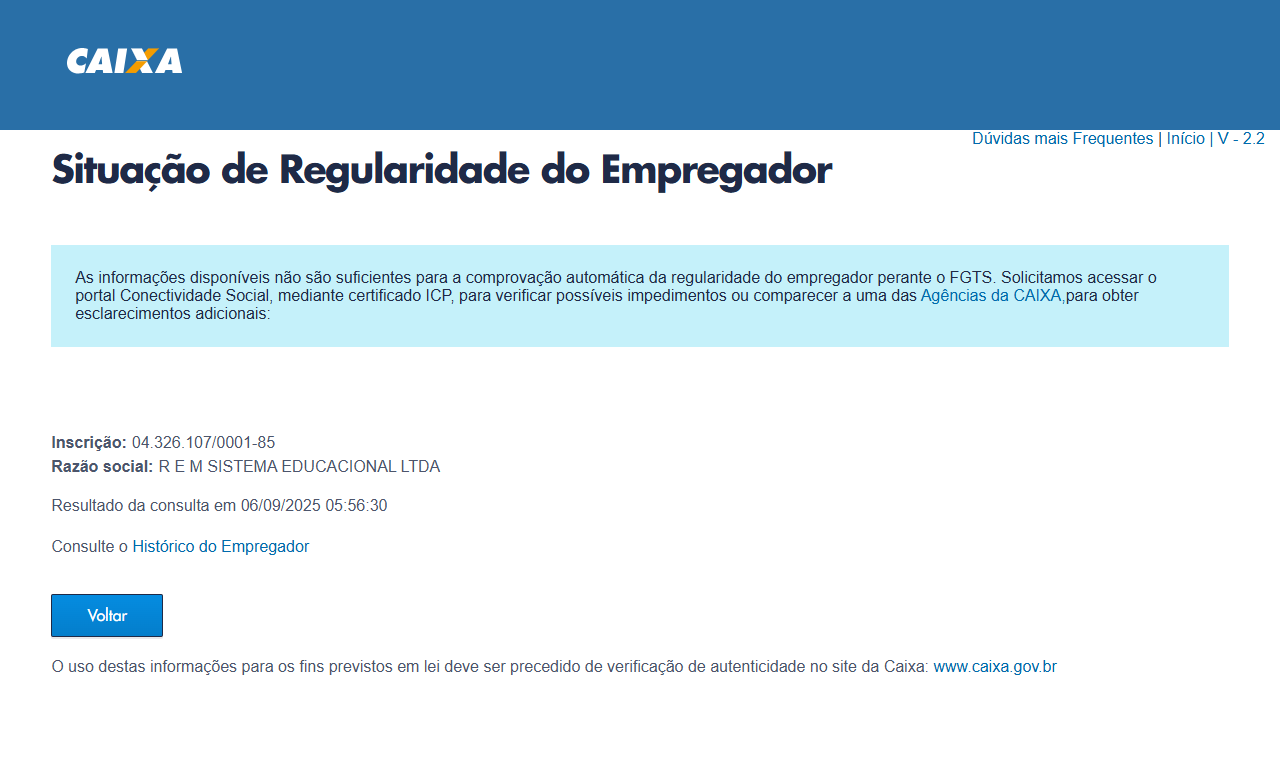 CAIXA
Dúvidas mais Frequentes | Início | V - 2.2
Situação de Regularidade do Empregador
As informações disponíveis não são suficientes para a comprovação automática da regularidade do empregador perante o FGTS. Solicitamos acessar o
portal Conectividade Social, mediante certificado ICP, para verificar possíveis impedimentos ou comparecer a uma das Agências da CAIXA,para obter
esclarecimentos adicionais:
Inscrição: 04.326.107/0001-85
Razão social: R E M SISTEMA EDUCACIONAL LTDA
Resultado da consulta em 06/09/2025 05:56:30
Consulte o Histórico do Empregador
Voltar
O uso destas informações para os fins previstos em lei deve ser precedido de verificação de autenticidade no site da Caixa: www.caixa.gov.br